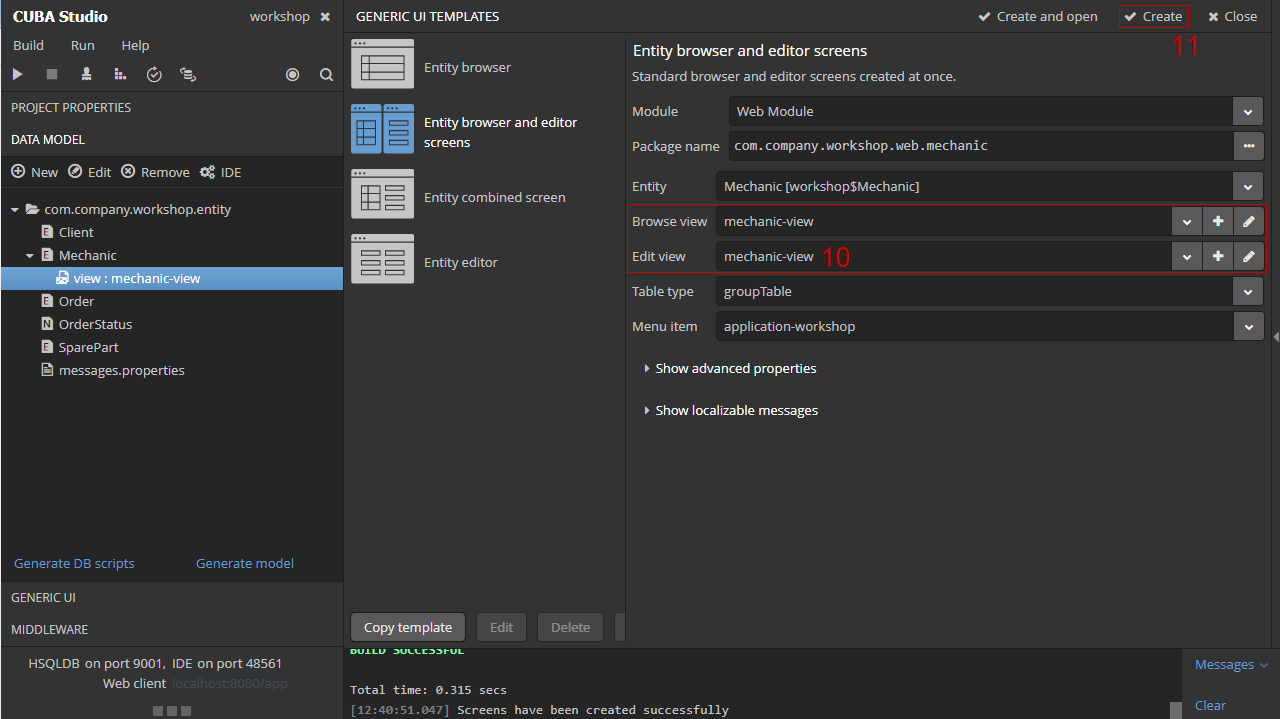 CUBA Studio
workshop
Build Run Help
PROJECT PROPERTIES
DATA MODEL
New Edit Remove IDE
com.company.workshop.entity
E Client
E Mechanic
view : mechanic-view
E Order
N OrderStatus
E SparePart
messages.properties
Generate DB scripts Generate model
GENERIC UI
MIDDLEWARE
HSQLDB on port 9001, IDE on port 48561
Web client localhost:8080/app
GENERIC UI TEMPLATES
Create and open Create Close
11
Entity browser
Entity browser and editor
screens
Entity combined screen
Entity editor
Copy template Edit Delete
Entity browser and editor screens
Standard browser and editor screens created at once.
Module Web Module
Package name com.company.workshop.web.mechanic
Entity Mechanic [workshop$Mechanic]
Browse view mechanic-view
Edit view mechanic-view 10
Table type groupTable
Menu item application-workshop
Show advanced properties
Show localizable messages
BUILD SUCCESSFUL
Total time: 0.315 secs
[12:40:51.047] Screens have been created successfully
Messages
Clear